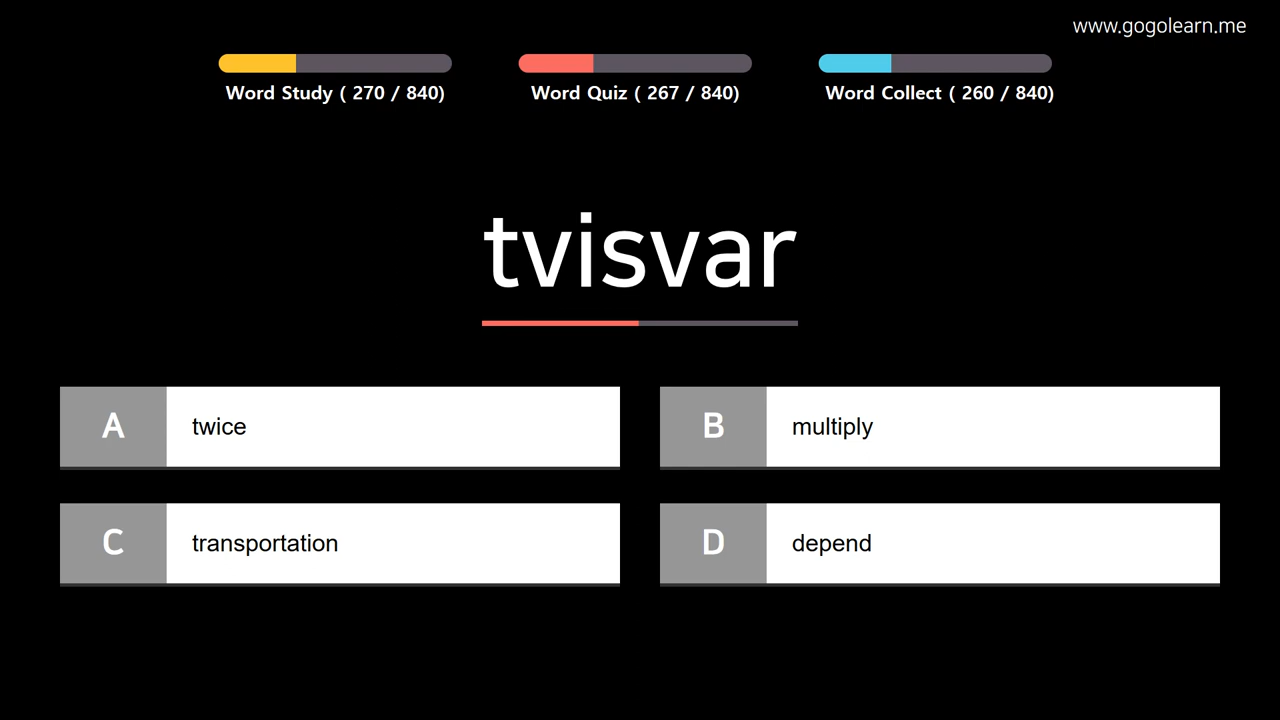 www.gogolearn.me
Word Study ( 270 / 840)
Word Quiz ( 267 / 840)
Word Collect ( 260 / 840)
tvisvar
A twice
B multiply
C transportation
D depend